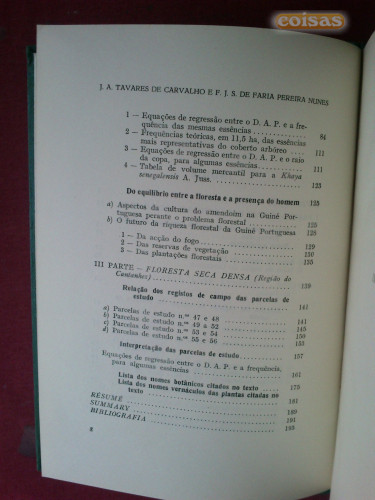 coisas
J. A. TAVARES DE CARVALHO E F. J. S. DE FARIA PEREIRA NUNES
1 — Equações de regressão entre o D. A. P. e a fre-
quência das mesmas essências 64
2 — Frequências teóricas, em 11,5 ha, das essências
mais representativas do coberto arbóreo 111
3 — Equações de regressão entre o D. A. P. e o raio
da copa, para algumas essências 111
4 — Tabela de volume mercantil para a Khaya
senegalensis A. Juss. 123
Do equilíbrio entre a floresta e a presença do homem 125
a) Aspectos da cultura do amendoim na Guiné Por-
tuguesa perante o problema florestal 126
b) O futuro da riqueza florestal da Guiné Portuguesa 129
1 — Da acção do fogo 129
2 — Das reservas de vegetação 130
3 — Das plantações florestais 135
III PARTE — FLORESTA SECA DENSA (Região do
Cantanhez) 139
Relação dos registos de campo das parcelas de
estudo 141
a) Parcelas de estudo n.os 47 e 48 141
b) Parcelas de estudo n.os 49 a 52 145
c) Parcelas de estudo n.os 53 e 54 150
d) Parcelas de estudo n.os 55 e 56 153
Interpretação das parcelas de estudo 157
Equações de regressão entre o D. A. P. e a frequência,
para algumas essências 161
Lista dos nomes botânicos citados no texto 175
Lista dos nomes vernáculos das plantas citadas no
texto 185
RÉSUMÉ 189
SUMMARY 191
BIBLIOGRAFIA 193
8